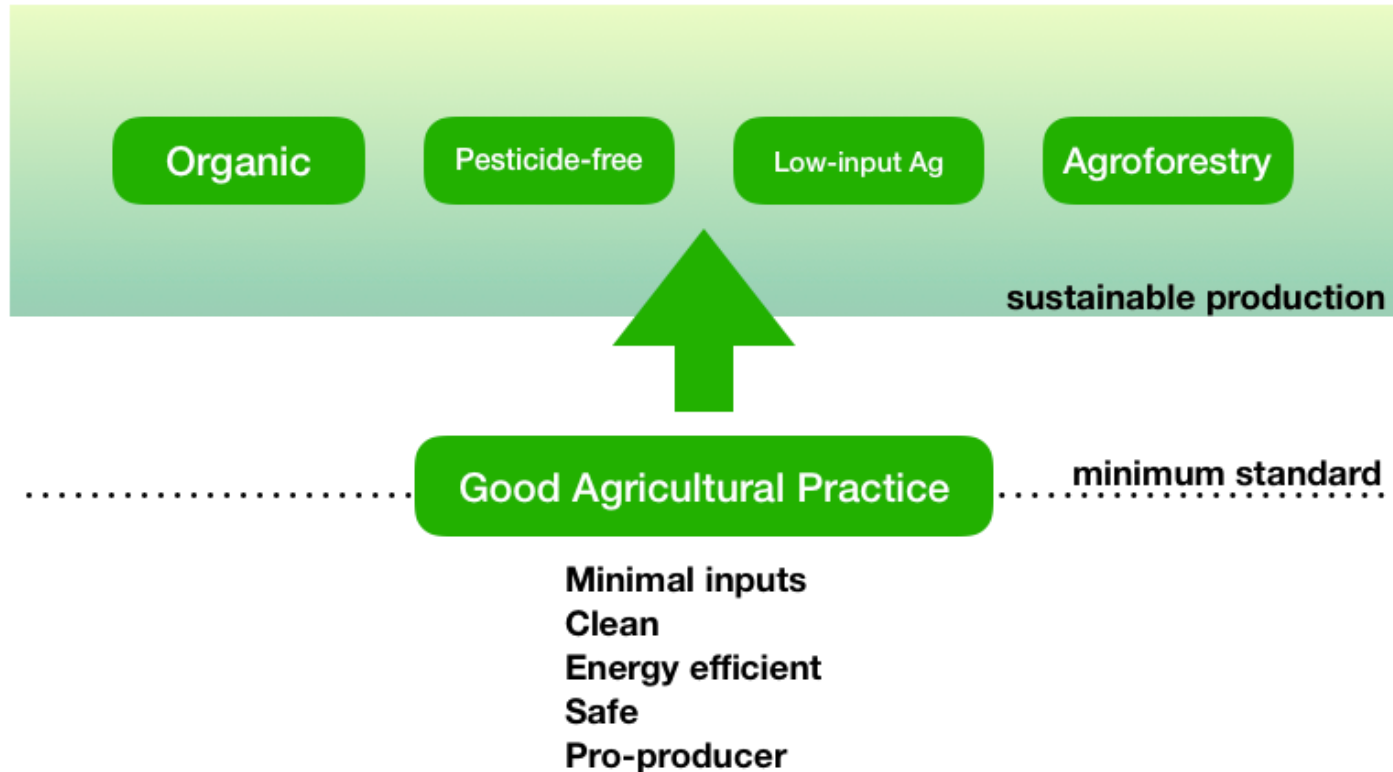 Organic
Pesticide-free
Low-input Ag
Agroforestry
sustainable production
Good Agricultural Practice
minimum standard
Minimal inputs
Clean
Energy efficient
Safe
Pro-producer